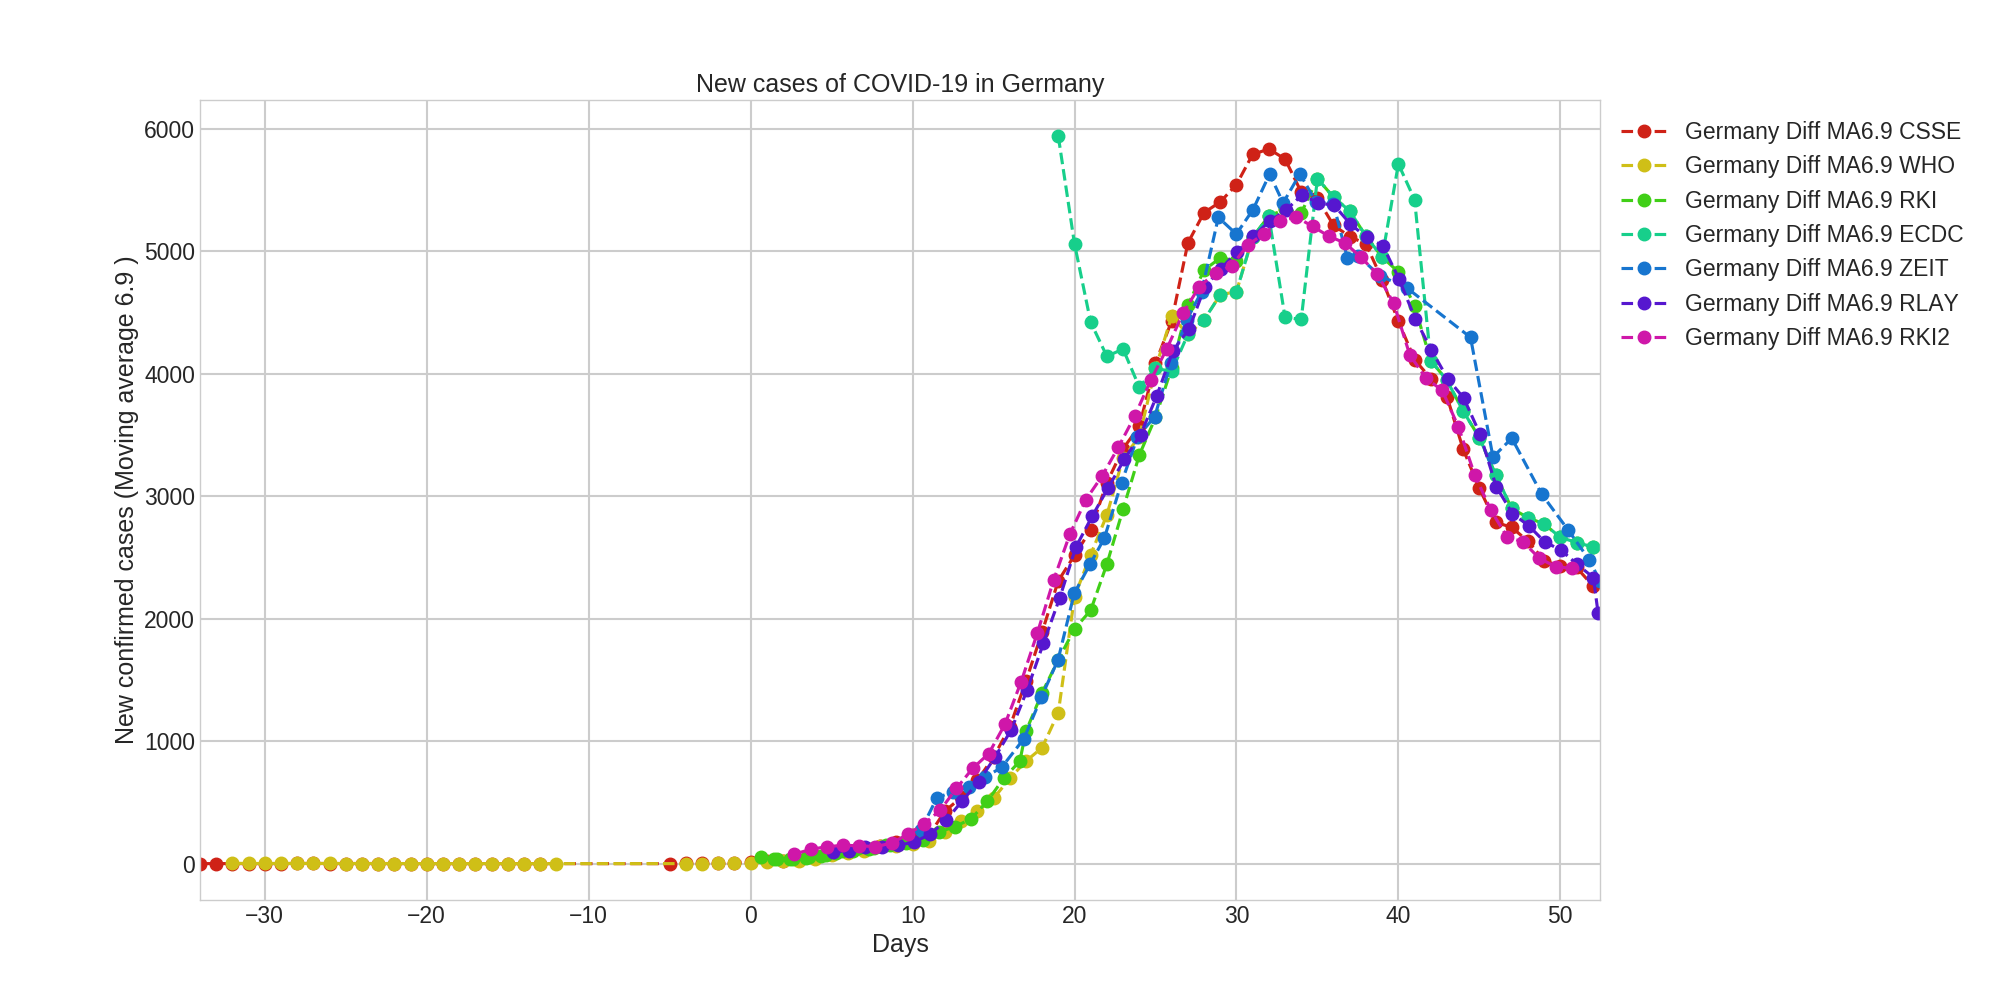 New cases of COVID-19 in Germany
6000
5000
4000
3000
2000
1000
0
New confirmed cases (Moving average 6.9 )
−30
−20
−10
0
10
20
30
40
50
Days
Germany Diff MA6.9 CSSE
Germany Diff MA6.9 WHO
Germany Diff MA6.9 RKI
Germany Diff MA6.9 ECDC
Germany Diff MA6.9 ZEIT
Germany Diff MA6.9 RLAY
Germany Diff MA6.9 RKI2